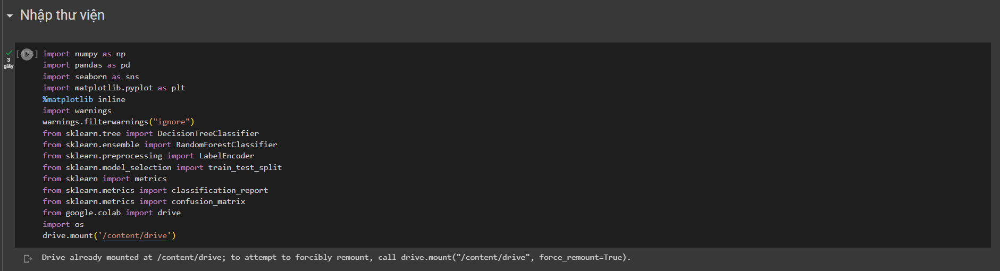 Nhập thư viện
3
giây
import numpy as np
import pandas as pd
import seaborn as sns
import matplotlib.pyplot as plt
%matplotlib inline
import warnings
warnings.filterwarnings("ignore")
from sklearn.tree import DecisionTreeClassifier
from sklearn.ensemble import RandomForestClassifier
from sklearn.preprocessing import LabelEncoder
from sklearn.model_selection import train_test_split
from sklearn import metrics
from sklearn.metrics import classification_report
from sklearn.metrics import confusion_matrix
from google.colab import drive
import os
drive.mount('/content/drive')
Drive already mounted at /content/drive; to attempt to forcibly remount, call drive.mount("/content/drive", force_remount=True).